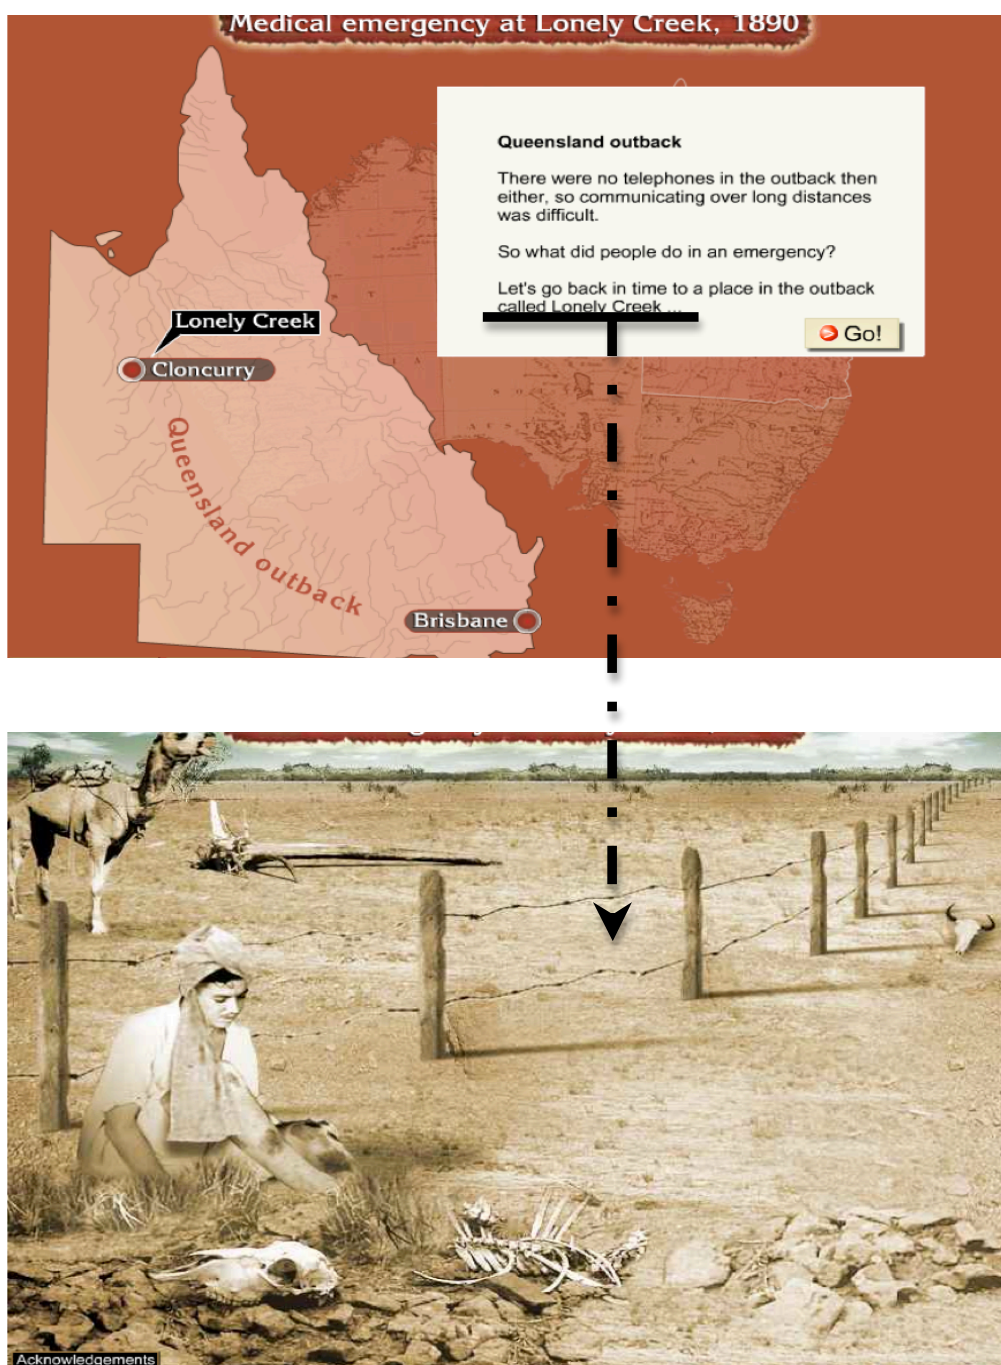 Medical emergency at Lonely Creek, 1890
Queensland outback
There were no telephones in the outback then
either, so communicating over long distances
was difficult.
So what did people do in an emergency?
Let's go back in time to a place in the outback
called Lonely Creek ...
Go!
Lonely Creek
Cloncurry
Queensland outback
Brisbane
Acknowledgements